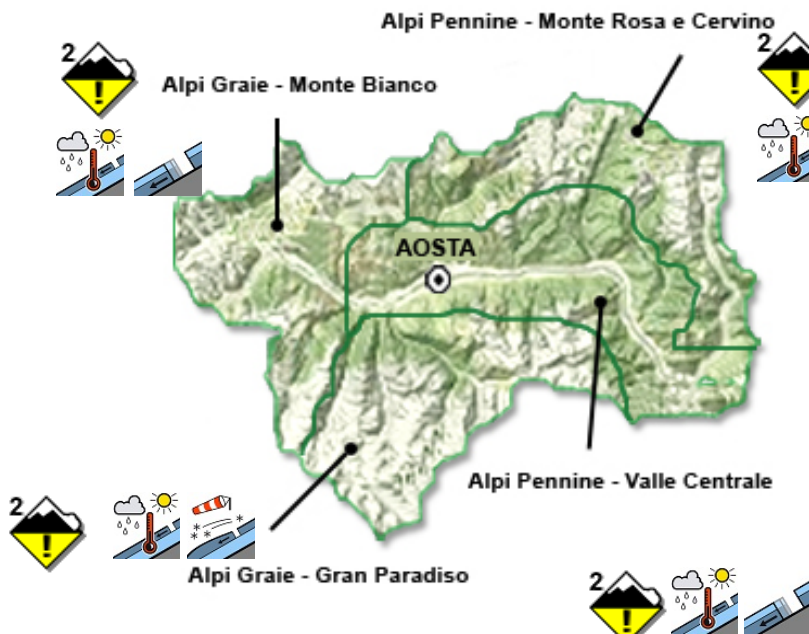 Alpi Pennine - Monte Rosa e Cervino
2
2
Alpi Graie - Monte Bianco
AOSTA
Alpi Pennine - Valle Centrale
2
Alpi Graie - Gran Paradiso
2